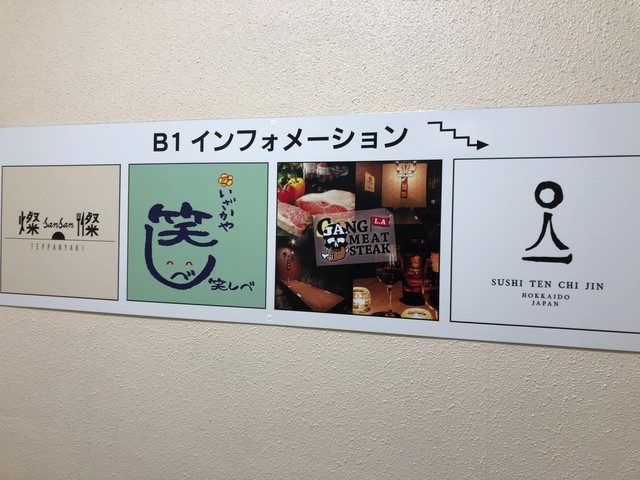 B1 インフォメーション
燦 sansan 燦
TEPPANYAKI
いざかや
笑しべ
笑しべ
L.A
GANG
MEAT
STEAK
SUSHI TEN CHI JIN
HOKKAIDO
JAPAN